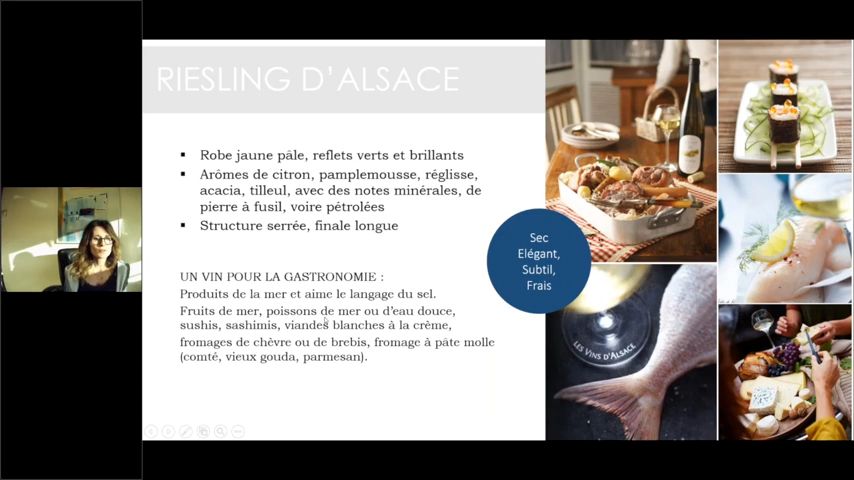 RIESLING D'ALSACE
Robe jaune pâle, reflets verts et brillants
Arômes de citron, pamplemousse, réglisse,
acacia, tilleul, avec des notes minérales, de
pierre à fusil, voire pétrolées
Structure serrée, finale longue
Sec
Elégant,
Subtil,
Frais
UN VIN POUR LA GASTRONOMIE :
Produits de la mer et aime le langage du sel.
Fruits de mer, poissons de mer ou d'eau douce,
sushis, sashimis, viandes blanches à la crème,
fromages de chèvre ou de brebis, fromage à pâte molle
(comté, vieux gouda, parmesan).
LES VINS D'ALSACE